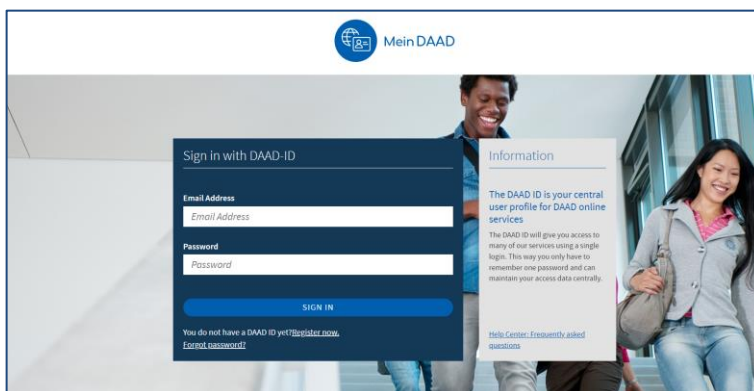 Mein DAAD
Sign in with DAAD-ID
Email Address
Email Address
Password
Password
SIGN IN
You do not have a DAAD ID yet?Register now.
Forgot password?
Information
The DAAD ID is your central
user profile for DAAD online
services
The DAAD ID will give you access to
many of our services using a single
login. This way you only have to
remember one password and can
maintain your access data centrally.
Help Center: Frequently asked
questions